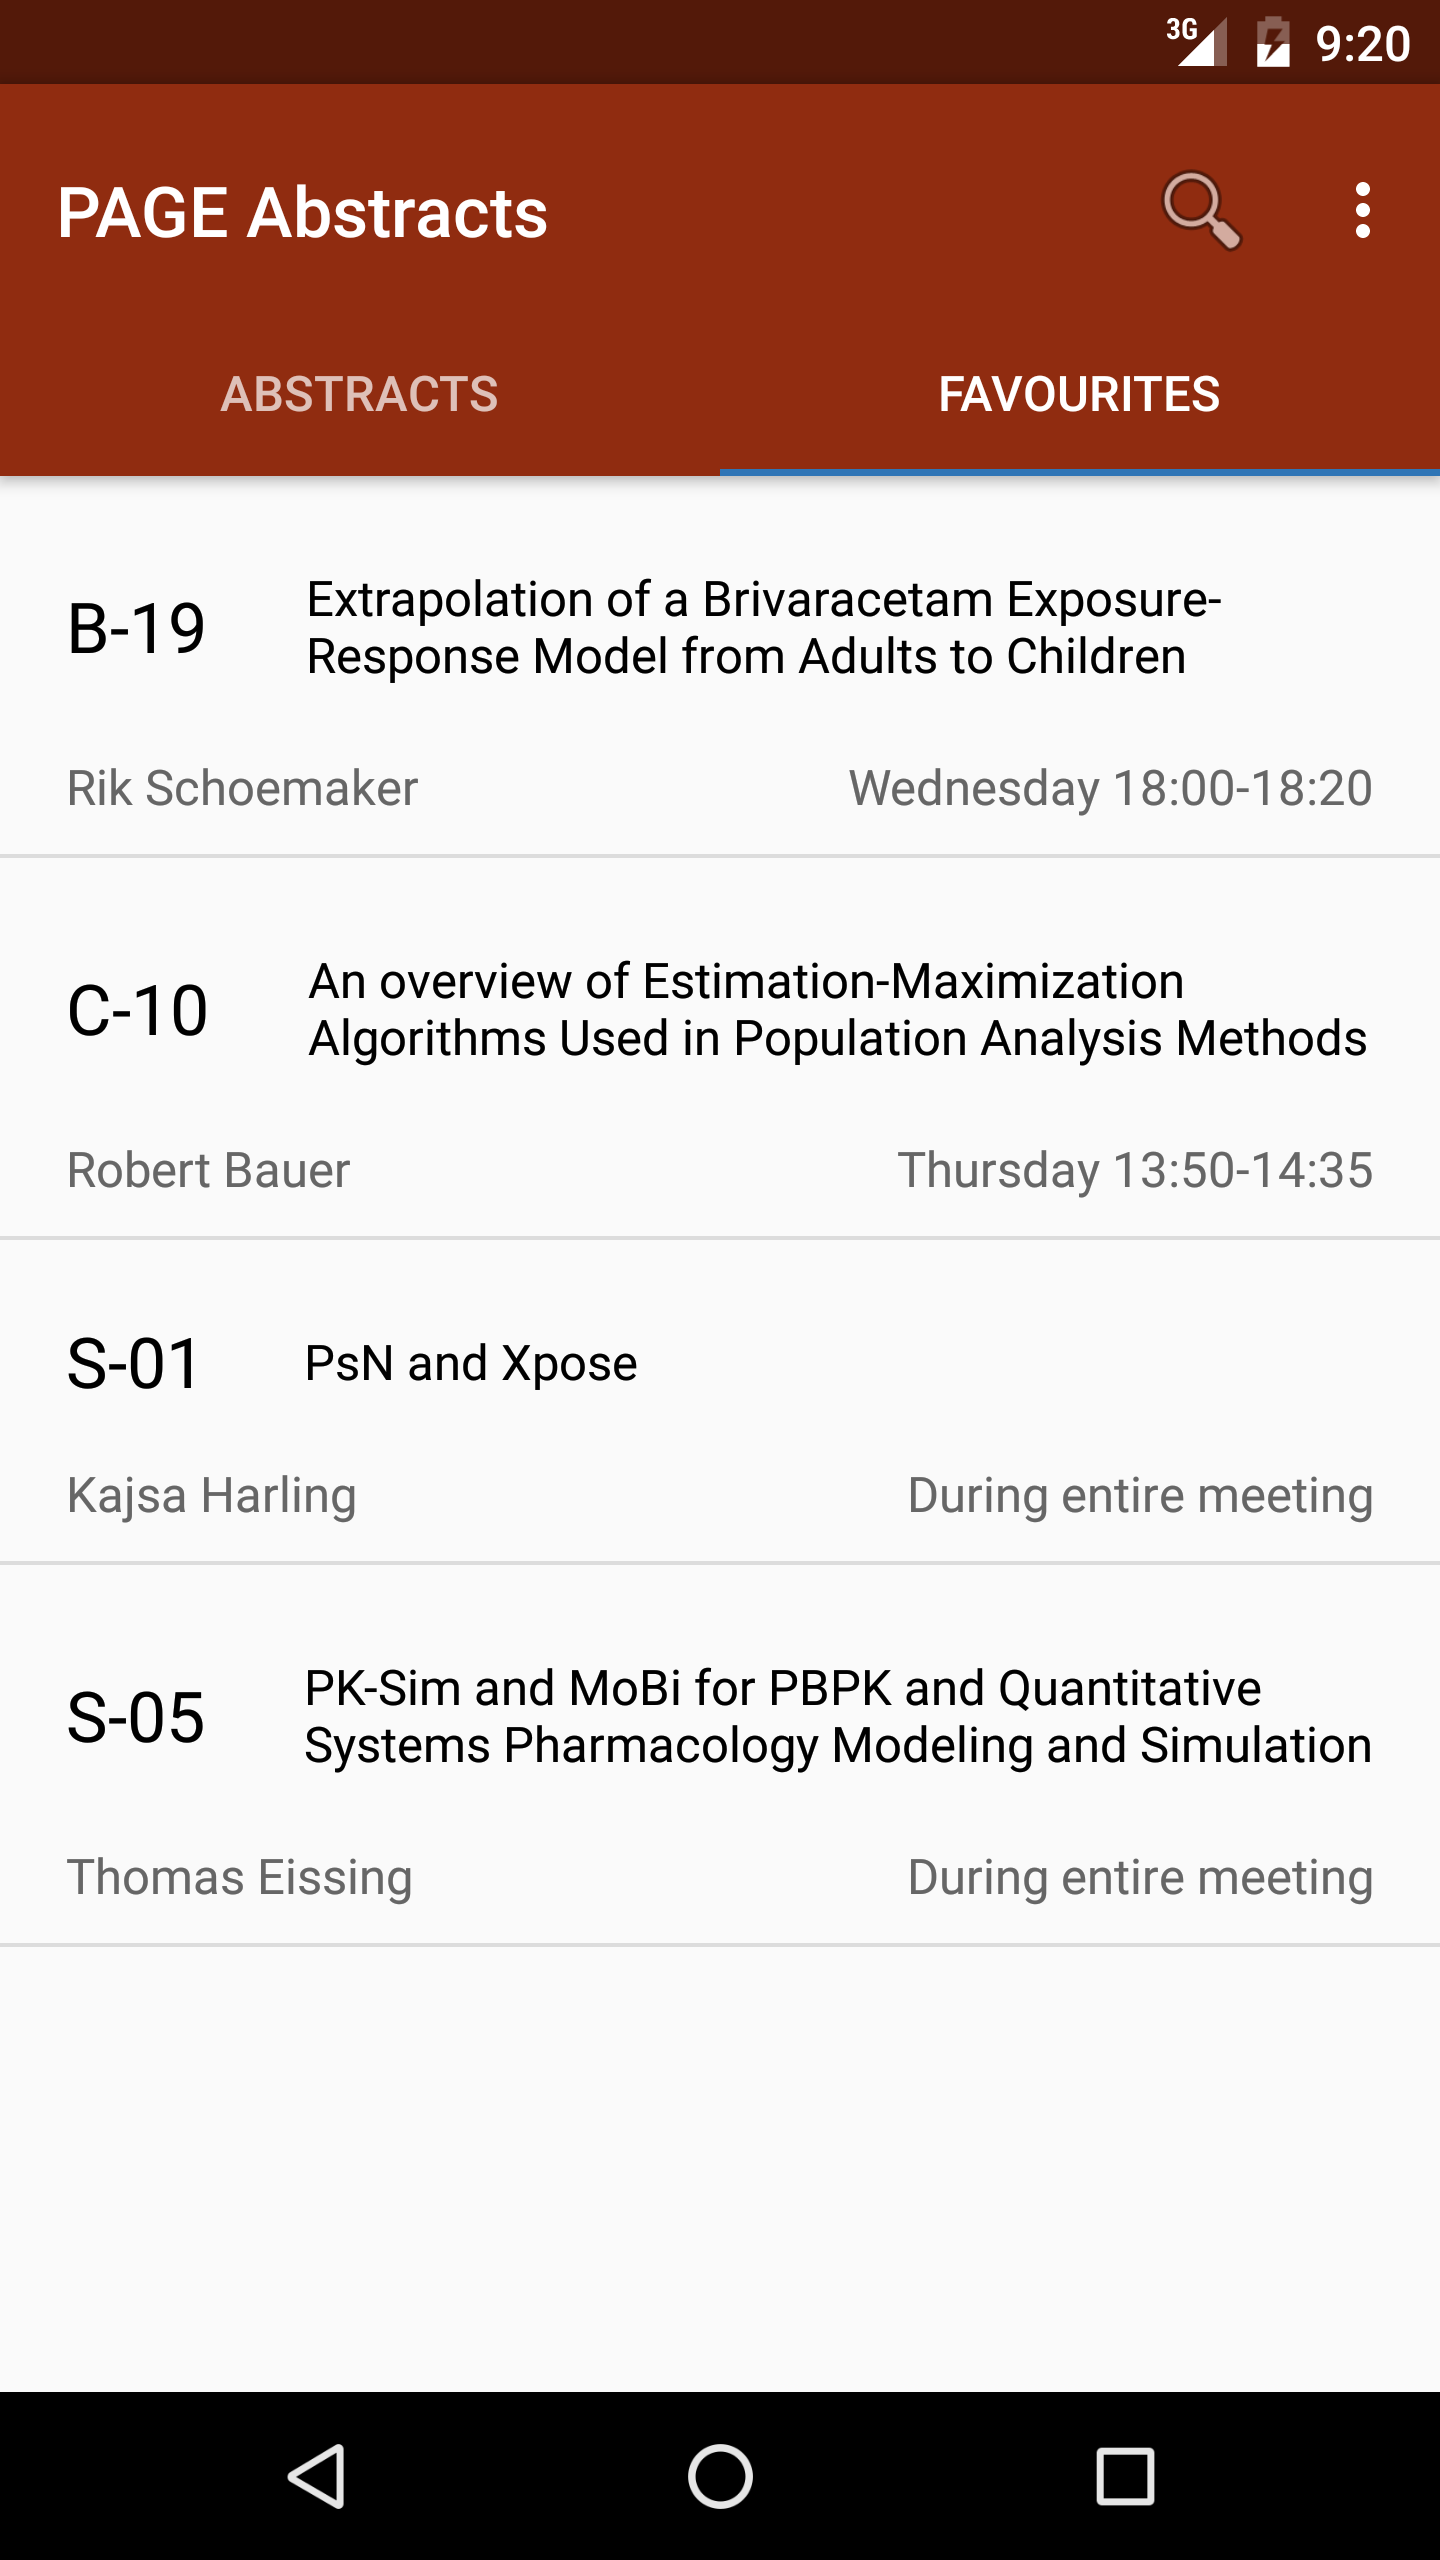 3G 9:20
PAGE Abstracts
ABSTRACTS FAVOURITES
B-19
Extrapolation of a Brivaracetam Exposure-
Response Model from Adults to Children
Rik Schoemaker Wednesday 18:00-18:20
C-10
An overview of Estimation-Maximization
Algorithms Used in Population Analysis Methods
Robert Bauer Thursday 13:50-14:35
S-01 PsN and Xpose
Kajsa Harling During entire meeting
S-05
PK-Sim and MoBi for PBPK and Quantitative
Systems Pharmacology Modeling and Simulation
Thomas Eissing During entire meeting